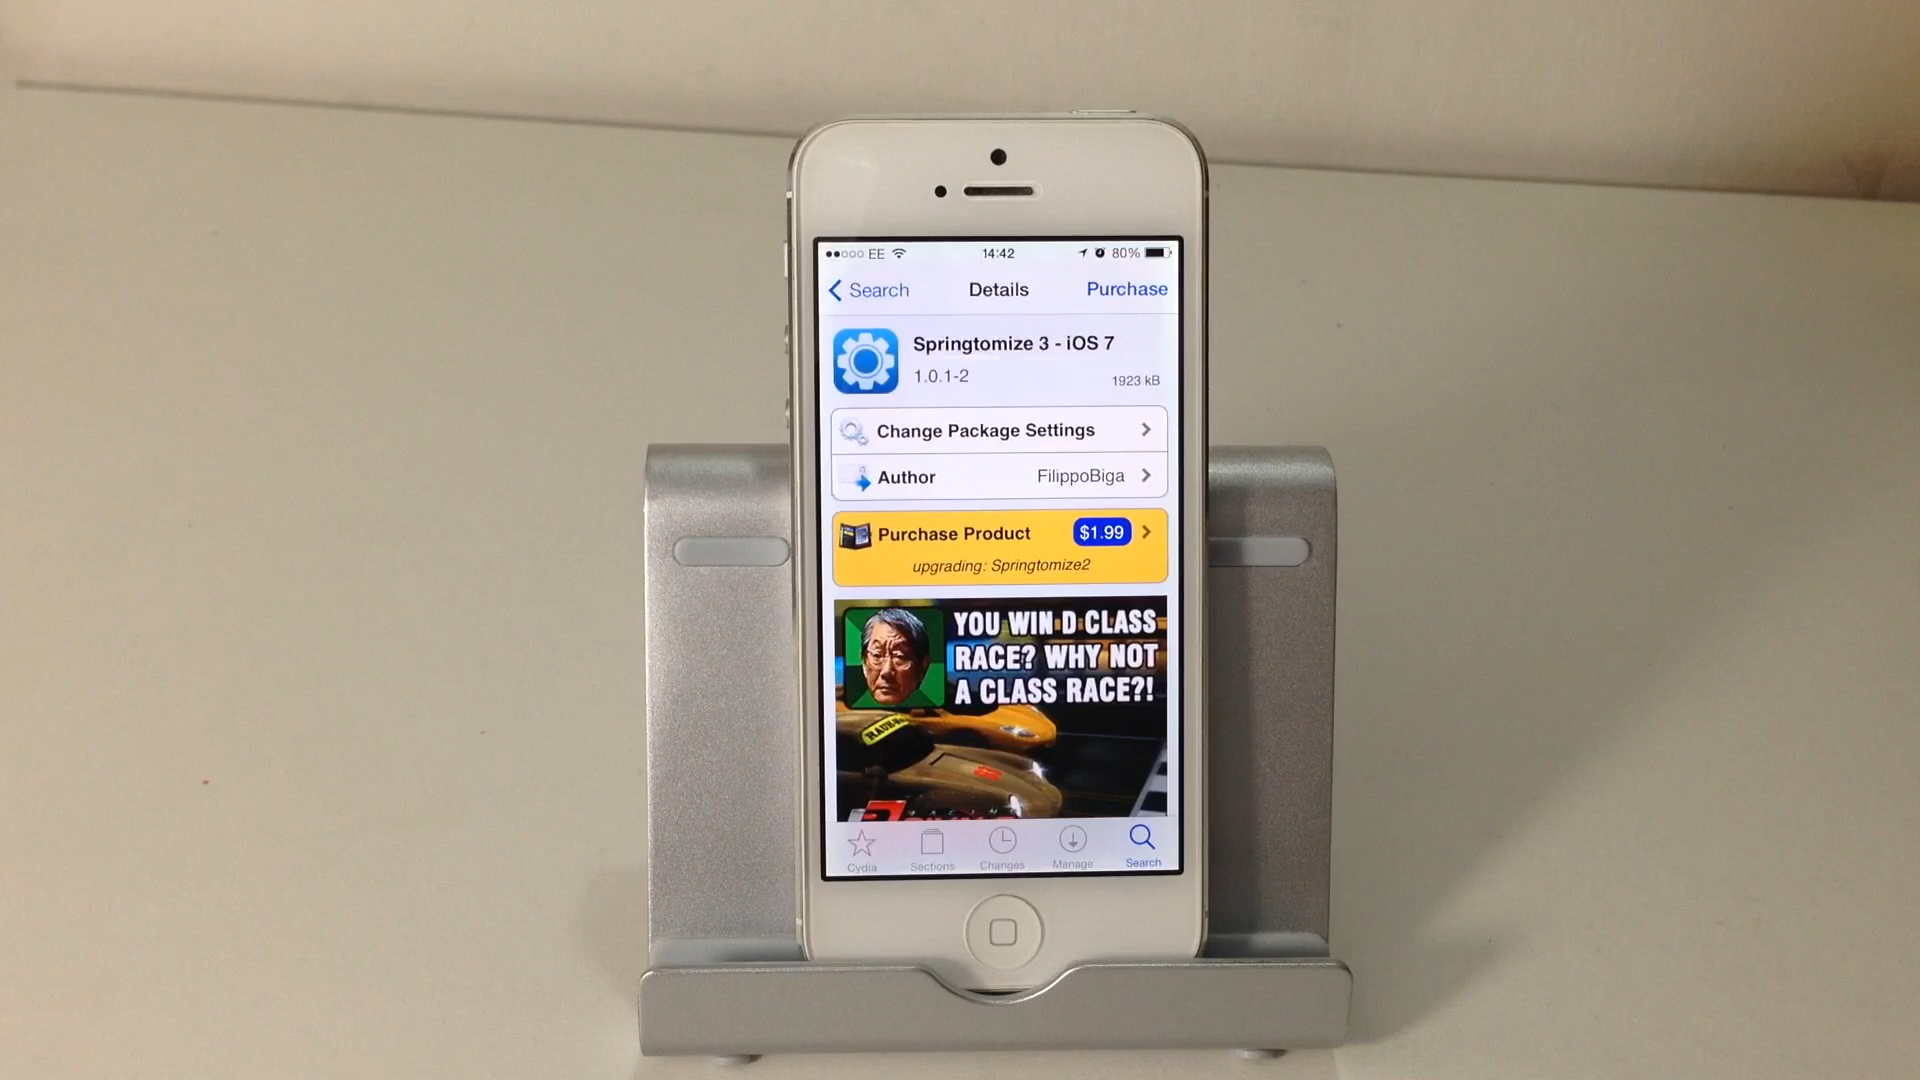 EE 14:42 80%
Search Details Purchase
Springtomize 3 - iOS 7
1.0.1-2 1923 kB
Change Package Settings
Author FilippoBiga
Purchase Product $1.99
upgrading: Springtomize2
YOU WIN D CLASS
RACE? WHY NOT
A CLASS RACE?!
Cydia Sections Changes Manage Search